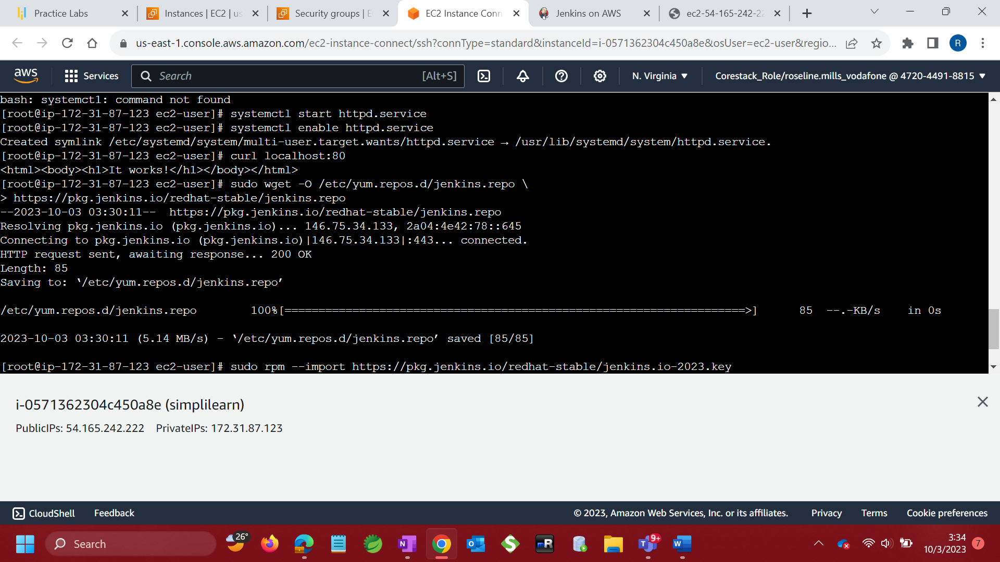 Practice Labs
Instances | EC2 | us
Security groups | E
EC2 Instance Conn
Jenkins on AWS
ec2-54-165-242-22
us-east-1.console.aws.amazon.com/ec2-instance-connect/ssh?connType=standard&instanceId=i-0571362304c450a8e&osUser=ec2-user&regio...
R
aws
Services
Search
[Alt+S]
N. Virginia
Corestack_Role/roseline.mills_vodafone @ 4720-4491-8815
bash: systemct1: command not found
[root@ip-172-31-87-123 ec2-user]# systemctl start httpd.service
[root@ip-172-31-87-123 ec2-user]# systemctl enable httpd.service
Created symlink /etc/systemd/system/multi-user.target.wants/httpd.service → /usr/lib/systemd/system/httpd.service.
[root@ip-172-31-87-123 ec2-user]# curl localhost:80
<html><body><h1>It works!</h1></body></html>
[root@ip-172-31-87-123 ec2-user]# sudo wget -O /etc/yum.repos.d/jenkins.repo \
> https://pkg.jenkins.io/redhat-stable/jenkins.repo
--2023-10-03 03:30:11--  https://pkg.jenkins.io/redhat-stable/jenkins.repo
Resolving pkg.jenkins.io (pkg.jenkins.io)... 146.75.34.133, 2a04:4e42:78::645
Connecting to pkg.jenkins.io (pkg.jenkins.io)|146.75.34.133|:443... connected.
HTTP request sent, awaiting response... 200 OK
Length: 85
Saving to: ‘/etc/yum.repos.d/jenkins.repo’
/etc/yum.repos.d/jenkins.repo        100%[====================================================================>]      85  --.-KB/s    in 0s
2023-10-03 03:30:11 (5.14 MB/s) - ‘/etc/yum.repos.d/jenkins.repo’ saved [85/85]
[root@ip-172-31-87-123 ec2-user]# sudo rpm --import https://pkg.jenkins.io/redhat-stable/jenkins.io-2023.key
i-0571362304c450a8e (simplilearn)
PublicIPs: 54.165.242.222    PrivateIPs: 172.31.87.123
CloudShell
Feedback
© 2023, Amazon Web Services, Inc. or its affiliates.
Privacy
Terms
Cookie preferences
Search
26°
N
O
mR
T
9+
W
3:34
10/3/2023
7